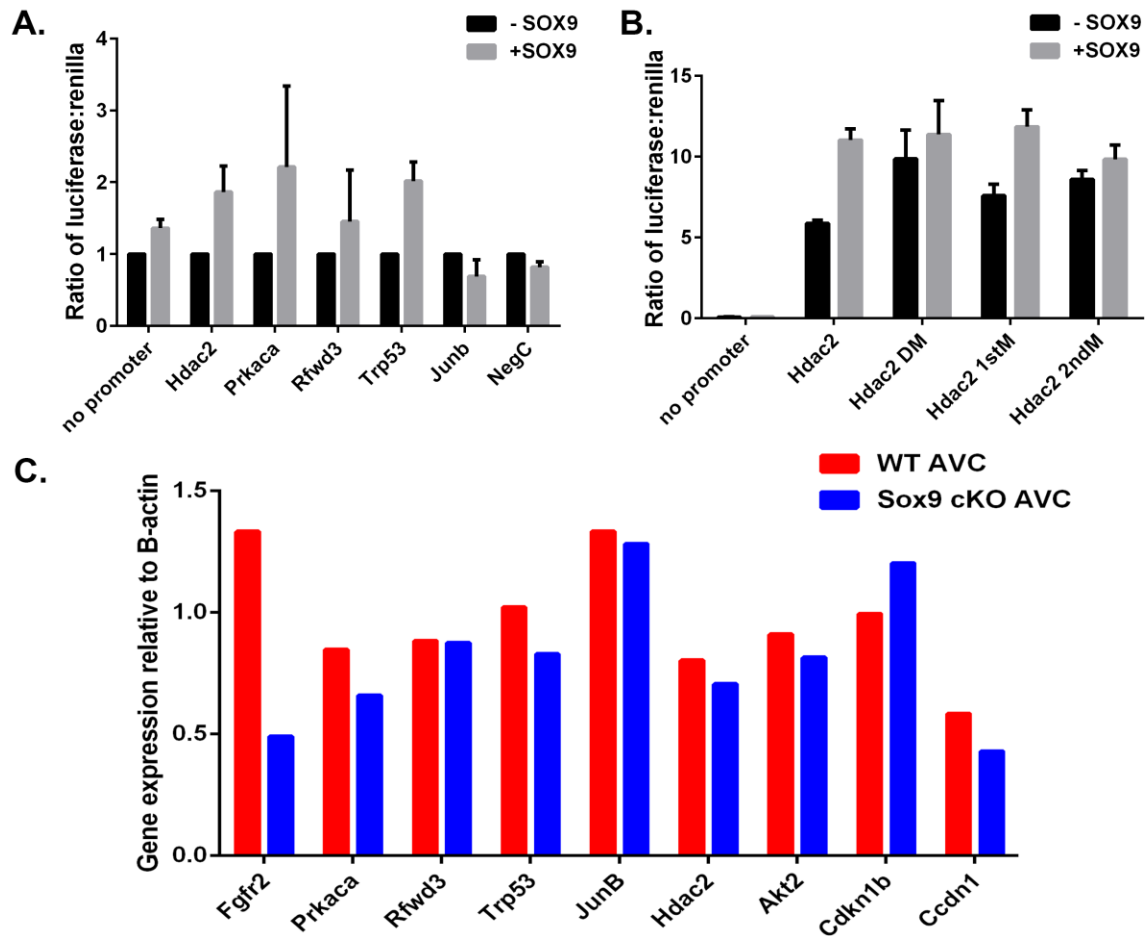 A.
- SOX9
+SOX9
Ratio of luciferase:renilla
4
3
2
1
0
no promoter
Hdac2
Prkaca
Rfwd3
Trp53
Junb
NegC
B.
- SOX9
+SOX9
Ratio of luciferase:renilla
15
10
5
0
no promoter
Hdac2
Hdac2 DM
Hdac2 1stM
Hdac2 2ndM
C.
WT AVC
Sox9 cKO AVC
Gene expression relative to B-actin
1.5
1.0
0.5
0.0
Fgfr2
Prkaca
Rfwd3
Trp53
JunB
Hdac2
Akt2
Cdkn1b
Ccdn1